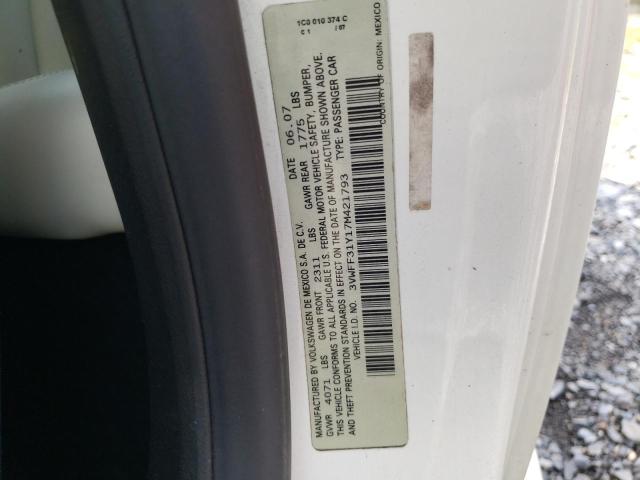 1C0 010 374 C
C 1 / 07
MANUFACTURED BY VOLKSWAGEN DE MEXICO S.A. DE C.V. DATE 06.07
GVWR 4071 LBS GAWR FRONT 2311 LBS GAWR REAR 1775 LBS
THIS VEHICLE CONFORMS TO ALL APPLICABLE U.S. FEDERAL MOTOR VEHICLE SAFETY, BUMPER,
AND THEFT PREVENTION STANDARDS IN EFFECT ON THE DATE OF MANUFACTURE SHOWN ABOVE.
VEHICLE I.D. NO. 3VWFF31Y17M421793 TYPE: PASSENGER CAR
COUNTRY OF ORIGIN: MEXICO